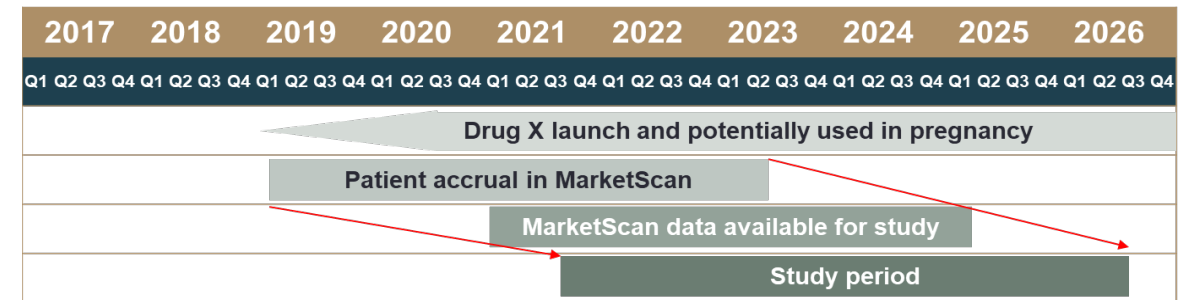 2017 2018 2019 2020 2021 2022 2023 2024 2025 2026
Q1 Q2 Q3 Q4 Q1 Q2 Q3 Q4 Q1 Q2 Q3 Q4 Q1 Q2 Q3 Q4 Q1 Q2 Q3 Q4 Q1 Q2 Q3 Q4 Q1 Q2 Q3 Q4 Q1 Q2 Q3 Q4 Q1 Q2 Q3 Q4 Q1 Q2 Q3 Q4
Drug X launch and potentially used in pregnancy
Patient accrual in MarketScan
MarketScan data available for study
Study period